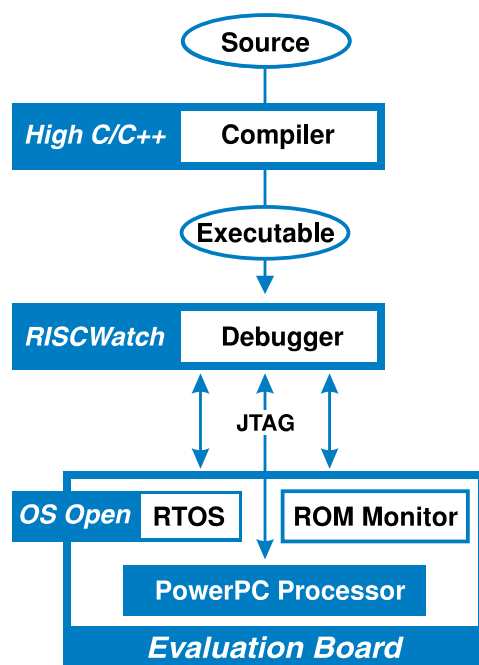 Source
High C/C++ Compiler
Executable
RISCWatch Debugger
JTAG
OS Open RTOS ROM Monitor
PowerPC Processor
Evaluation Board